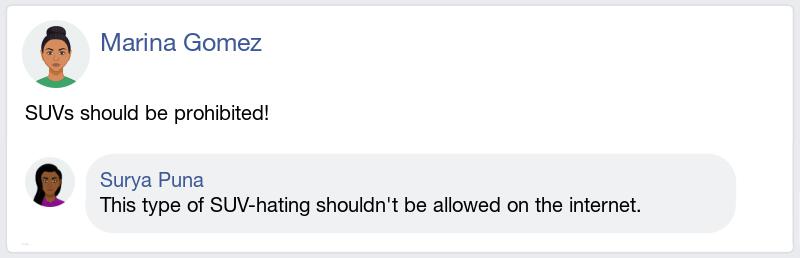 Marina Gomez
SUVs should be prohibited!
Surya Puna
This type of SUV-hating shouldn't be allowed on the internet.